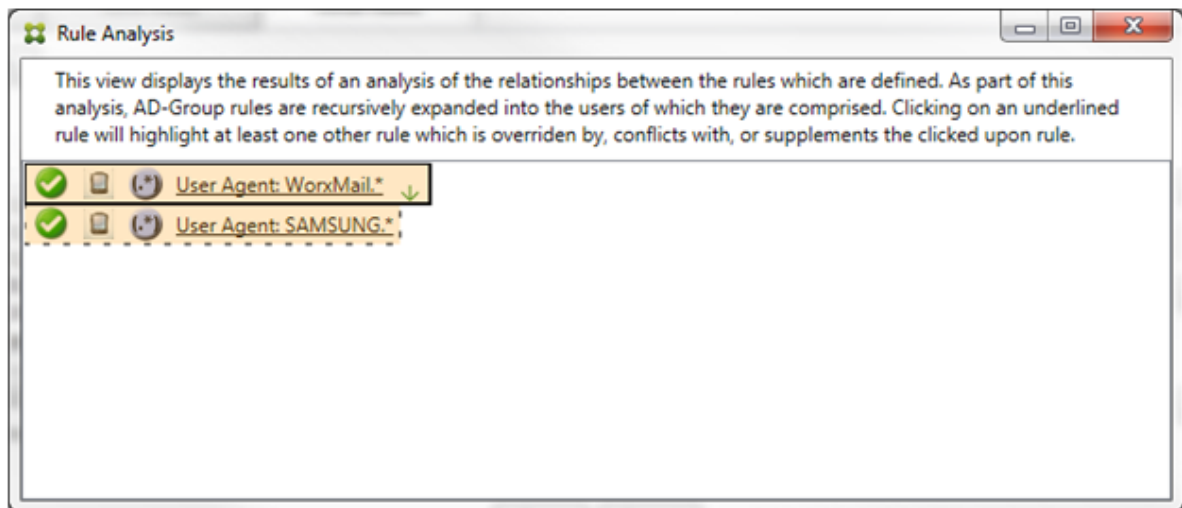 Rule Analysis
This view displays the results of an analysis of the relationships between the rules which are defined. As part of this
analysis, AD-Group rules are recursively expanded into the users of which they are comprised. Clicking on an underlined
rule will highlight at least one other rule which is overriden by, conflicts with, or supplements the clicked upon rule.
(.*) User Agent: WorxMail.*
(.*) User Agent: SAMSUNG.*